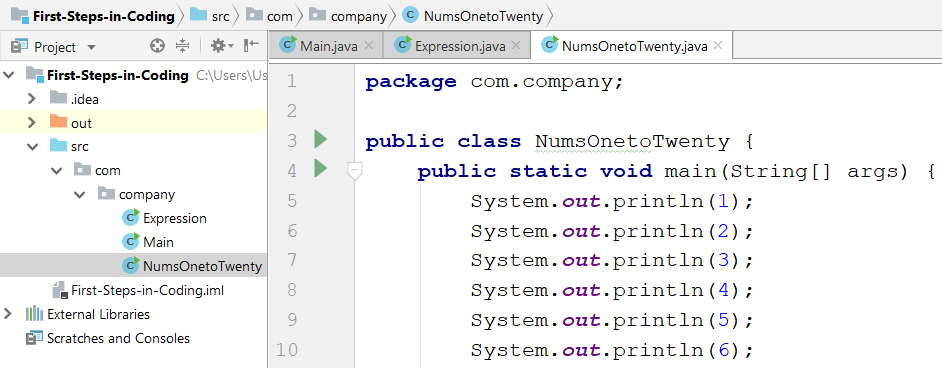 First-Steps-in-Coding src com company NumsOnetoTwenty
Project
Main.java Expression.java NumsOnetoTwenty.java
First-Steps-in-Coding C:\Users\Us
.idea
out
src
com
company
Expression
Main
NumsOnetoTwenty
First-Steps-in-Coding.iml
External Libraries
Scratches and Consoles
1 package com.company;
2
3 public class NumsOnetoTwenty {
4 public static void main(String[] args) {
5 System.out.println(1);
6 System.out.println(2);
7 System.out.println(3);
8 System.out.println(4);
9 System.out.println(5);
10 System.out.println(6);